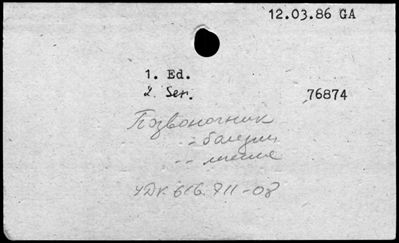 12.03.86 GA
1. Ed.
2. Ser. 76874
Позвоночник
-- болезни
-- лечение
УДК 616.711-08